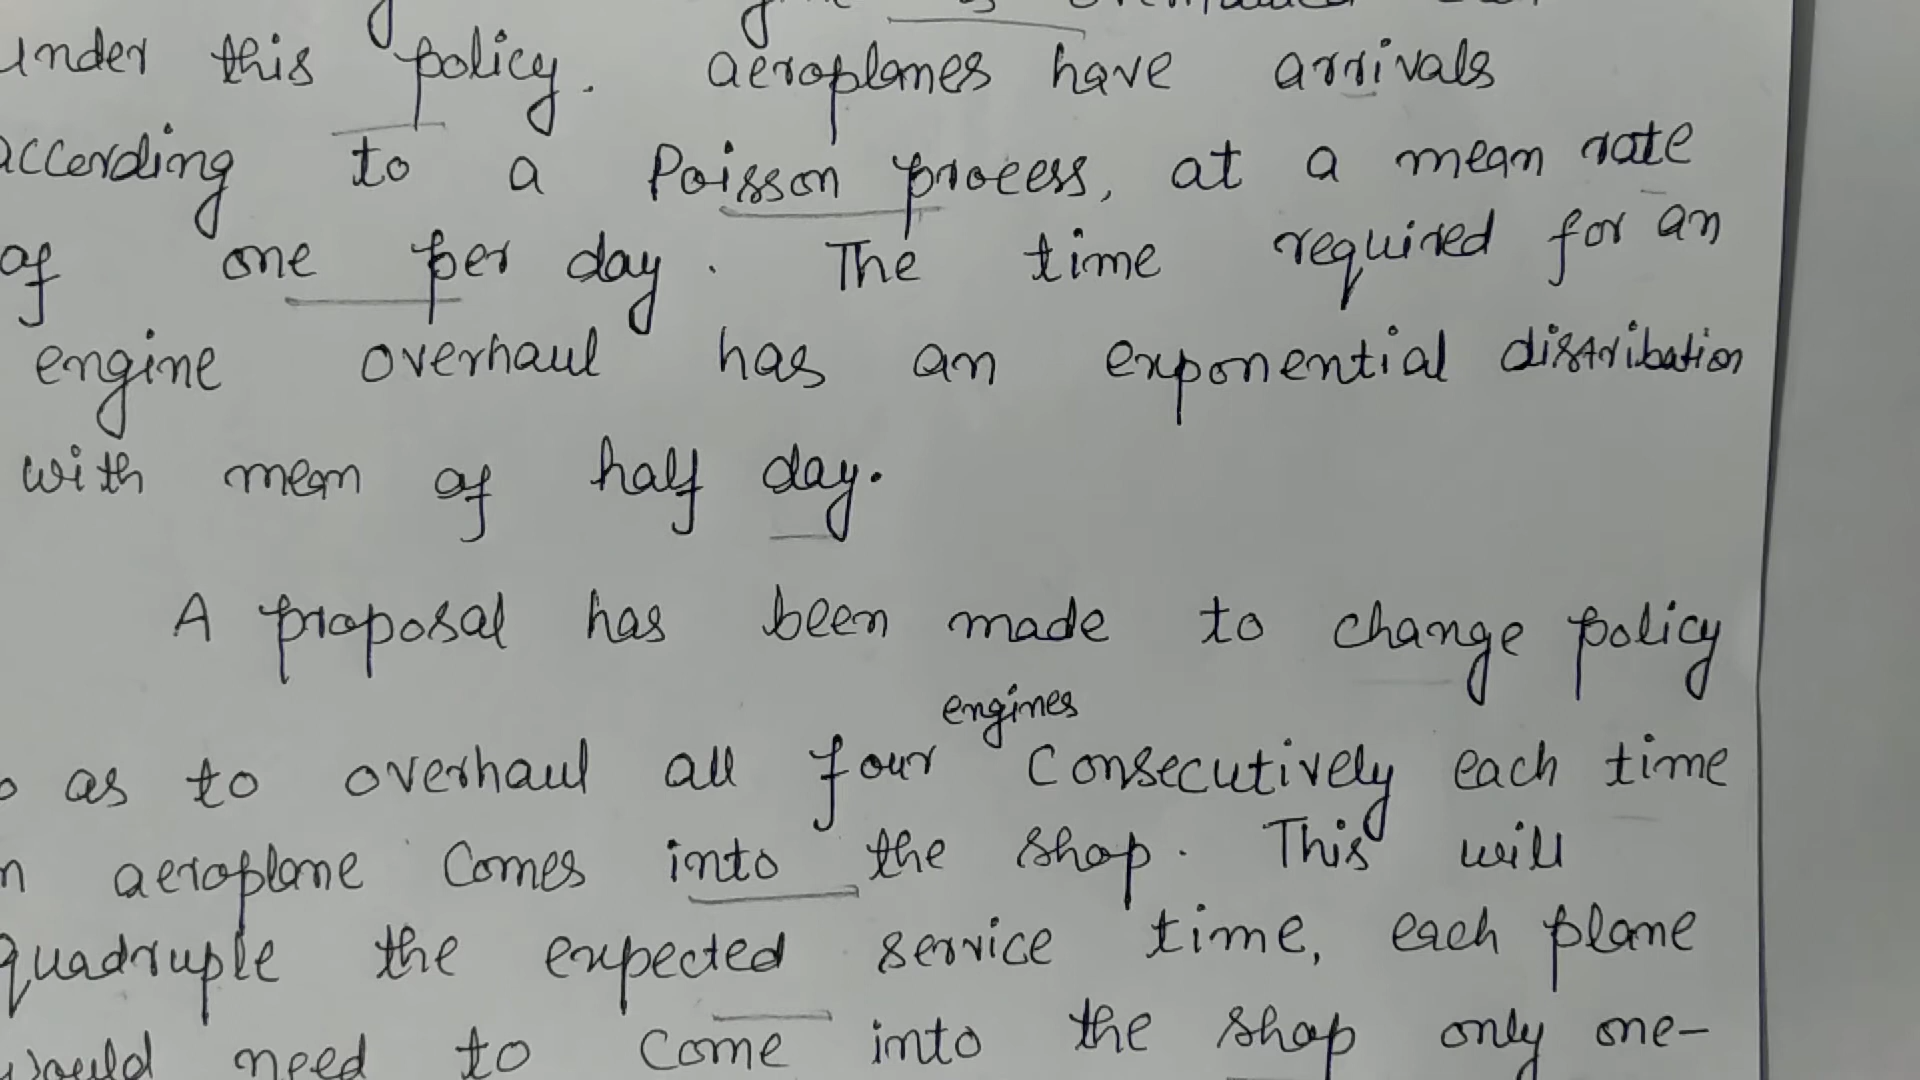 under this policy. aeroplanes have arrivals
according to a Poisson process, at a mean rate
of one per day. The time required for an
engine overhaul has an exponential distribution
with mean of half day.
A proposal has been made to change policy
as to overhaul all four engines consecutively each time
aeroplane comes into the shop. This will
quadruple the expected service time, each plane
would need to come into the shop only one-